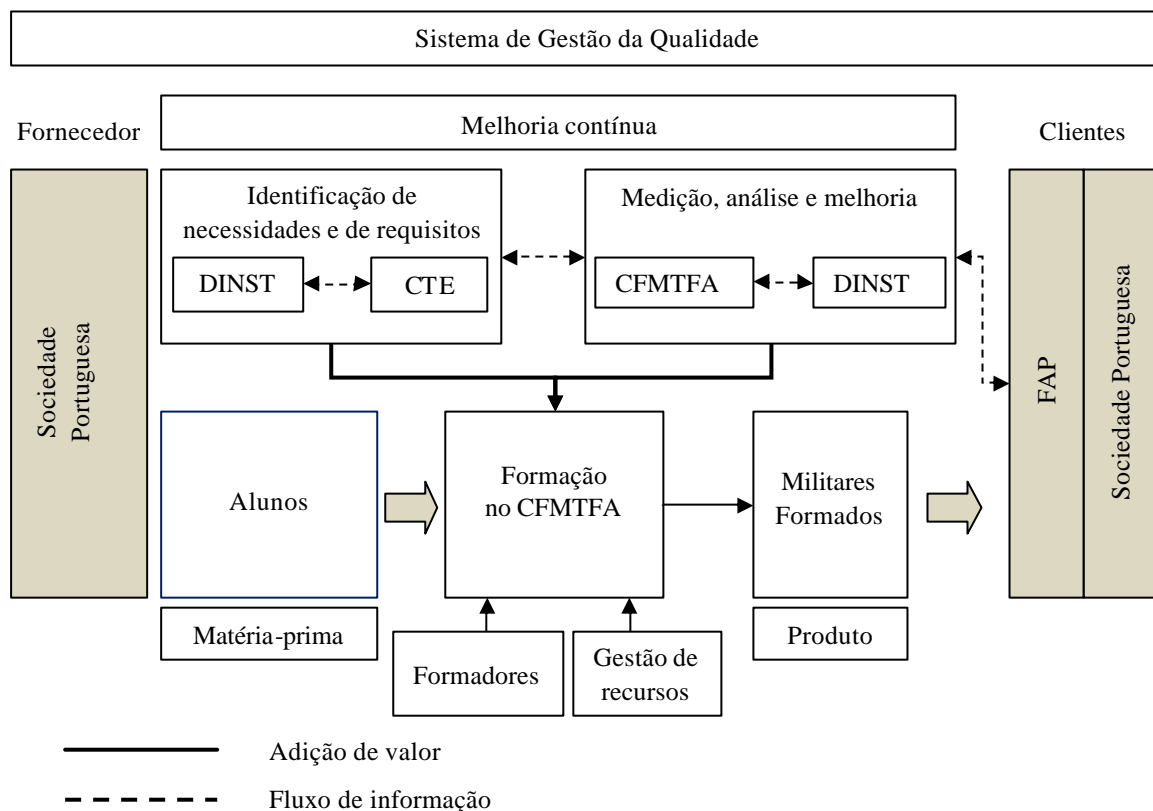 Sistema de Gestão da Qualidade
Fornecedor
Melhoria contínua
Clientes
Identificação de
necessidades e de requisitos
DINST
CTE
Medição, análise e melhoria
CFMTFA
DINST
Sociedade
Portuguesa
FAP
Sociedade Portuguesa
Alunos
Formação
no CFMTFA
Militares
Formados
Matéria-prima
Formadores
Gestão de
recursos
Produto
Adição de valor
Fluxo de informação